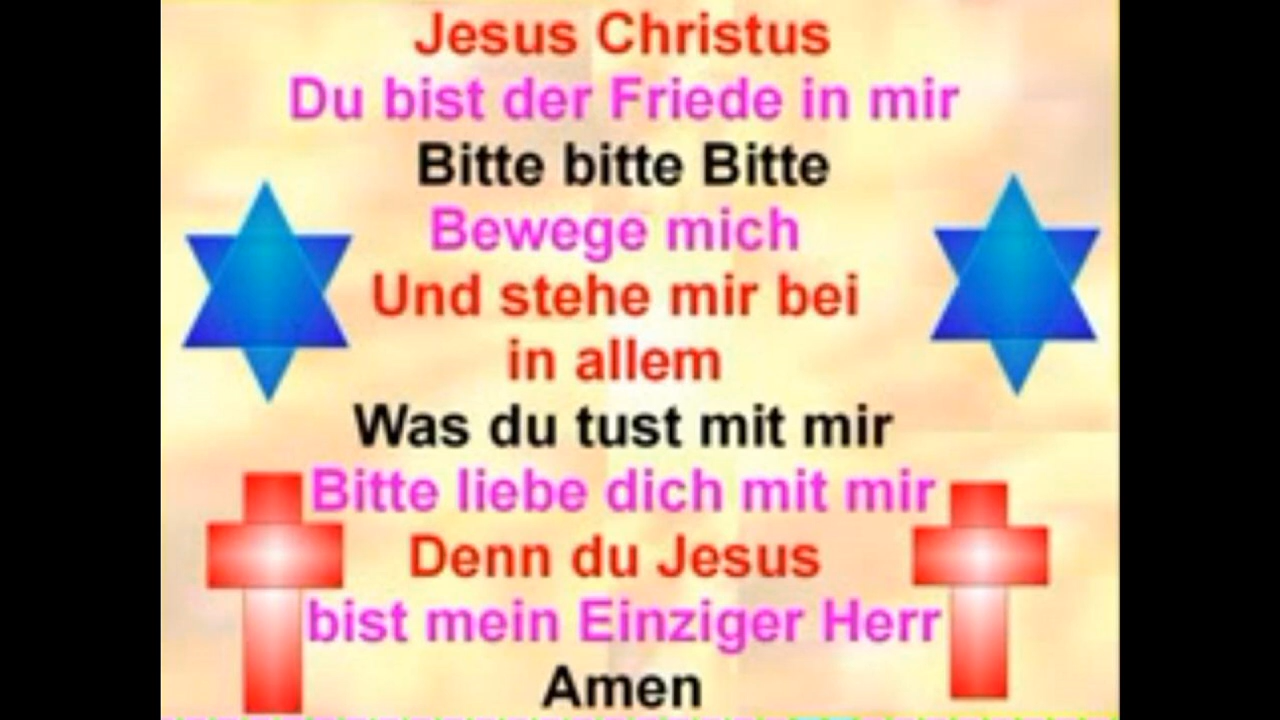 Jesus Christus
Du bist der Friede in mir
Bitte bitte Bitte
Bewege mich
Und stehe mir bei
in allem
Was du tust mit mir
Bitte liebe dich mit mir
Denn du Jesus
bist mein Einziger Herr
Amen